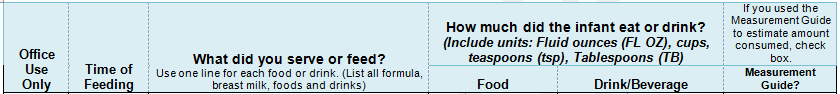 Office
Use
Only
Time of
Feeding
What did you serve or feed?
Use one line for each food or drink. (List all formula,
breast milk, foods and drinks)
How much did the infant eat or drink?
(Include units: Fluid ounces (FL OZ), cups,
teaspoons (tsp), Tablespoons (TB)
Food
Drink/Beverage
If you used the
Measurement Guide
to estimate amount
consumed, check
box.
Measurement
Guide?